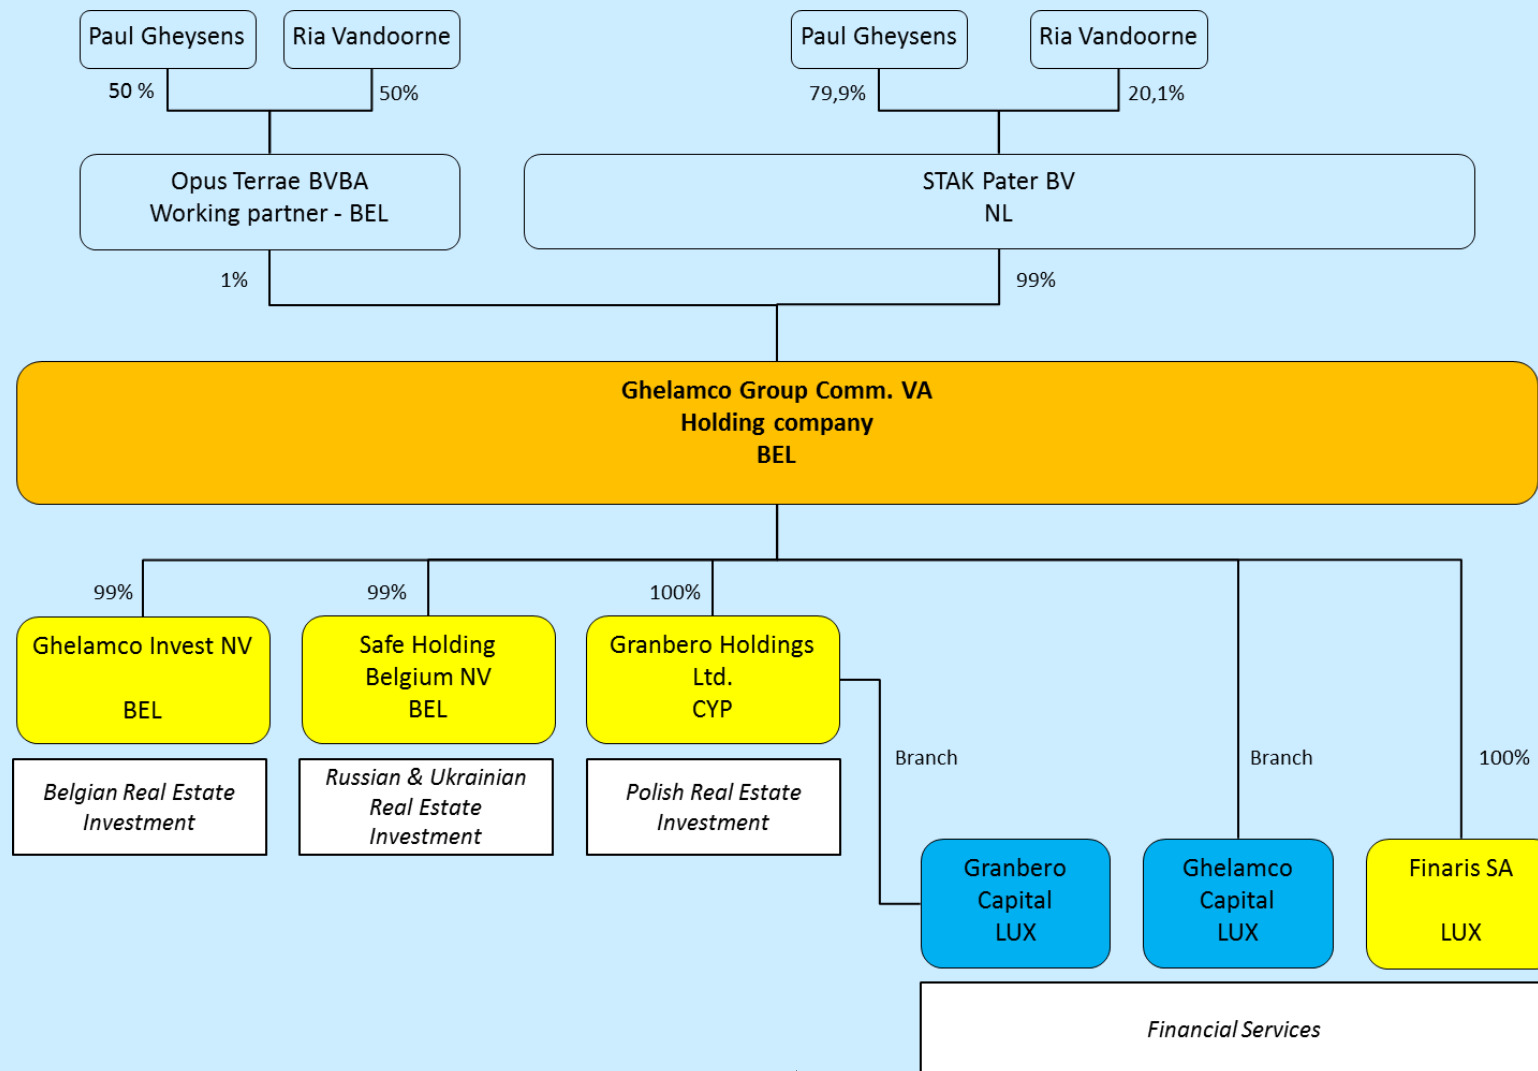 Paul Gheysens
Ria Vandoorne
Paul Gheysens
Ria Vandoorne
50 %
50%
79,9%
20,1%
Opus Terrae BVBA
Working partner - BEL
STAK Pater BV
NL
1%
99%
Ghelamco Group Comm. VA
Holding company
BEL
99%
99%
100%
Ghelamco Invest NV
BEL
Safe Holding
Belgium NV
BEL
Granbero Holdings
Ltd.
CYP
Belgian Real Estate
Investment
Russian & Ukrainian
Real Estate
Investment
Polish Real Estate
Investment
Branch
Branch
100%
Granbero
Capital
LUX
Ghelamco
Capital
LUX
Finaris SA
LUX
Financial Services